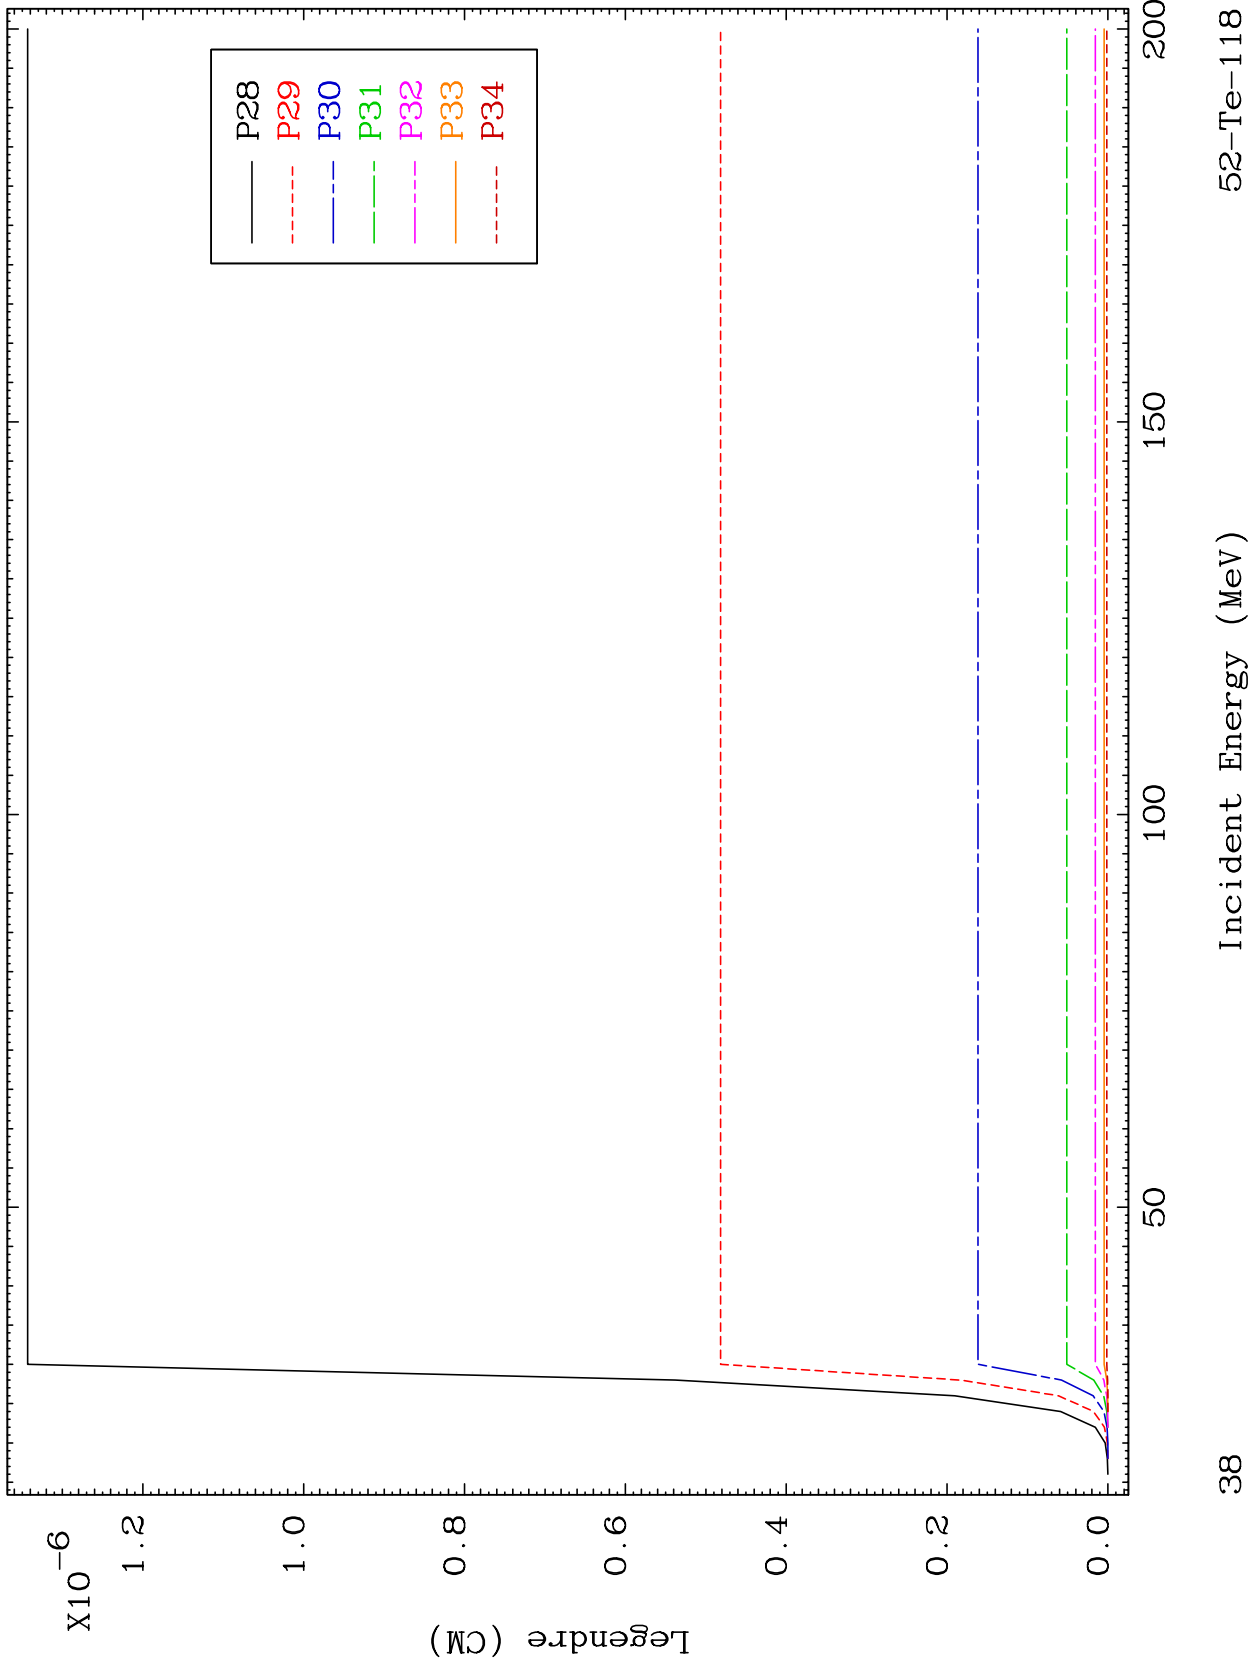 X10-6
1.2
1.0
0.8
0.6
0.4
0.2
0.0
Legendre (CM)
P28
P29
P30
P31
P32
P33
P34
50
100
150
200
Incident Energy (MeV)
38
52-Te-118